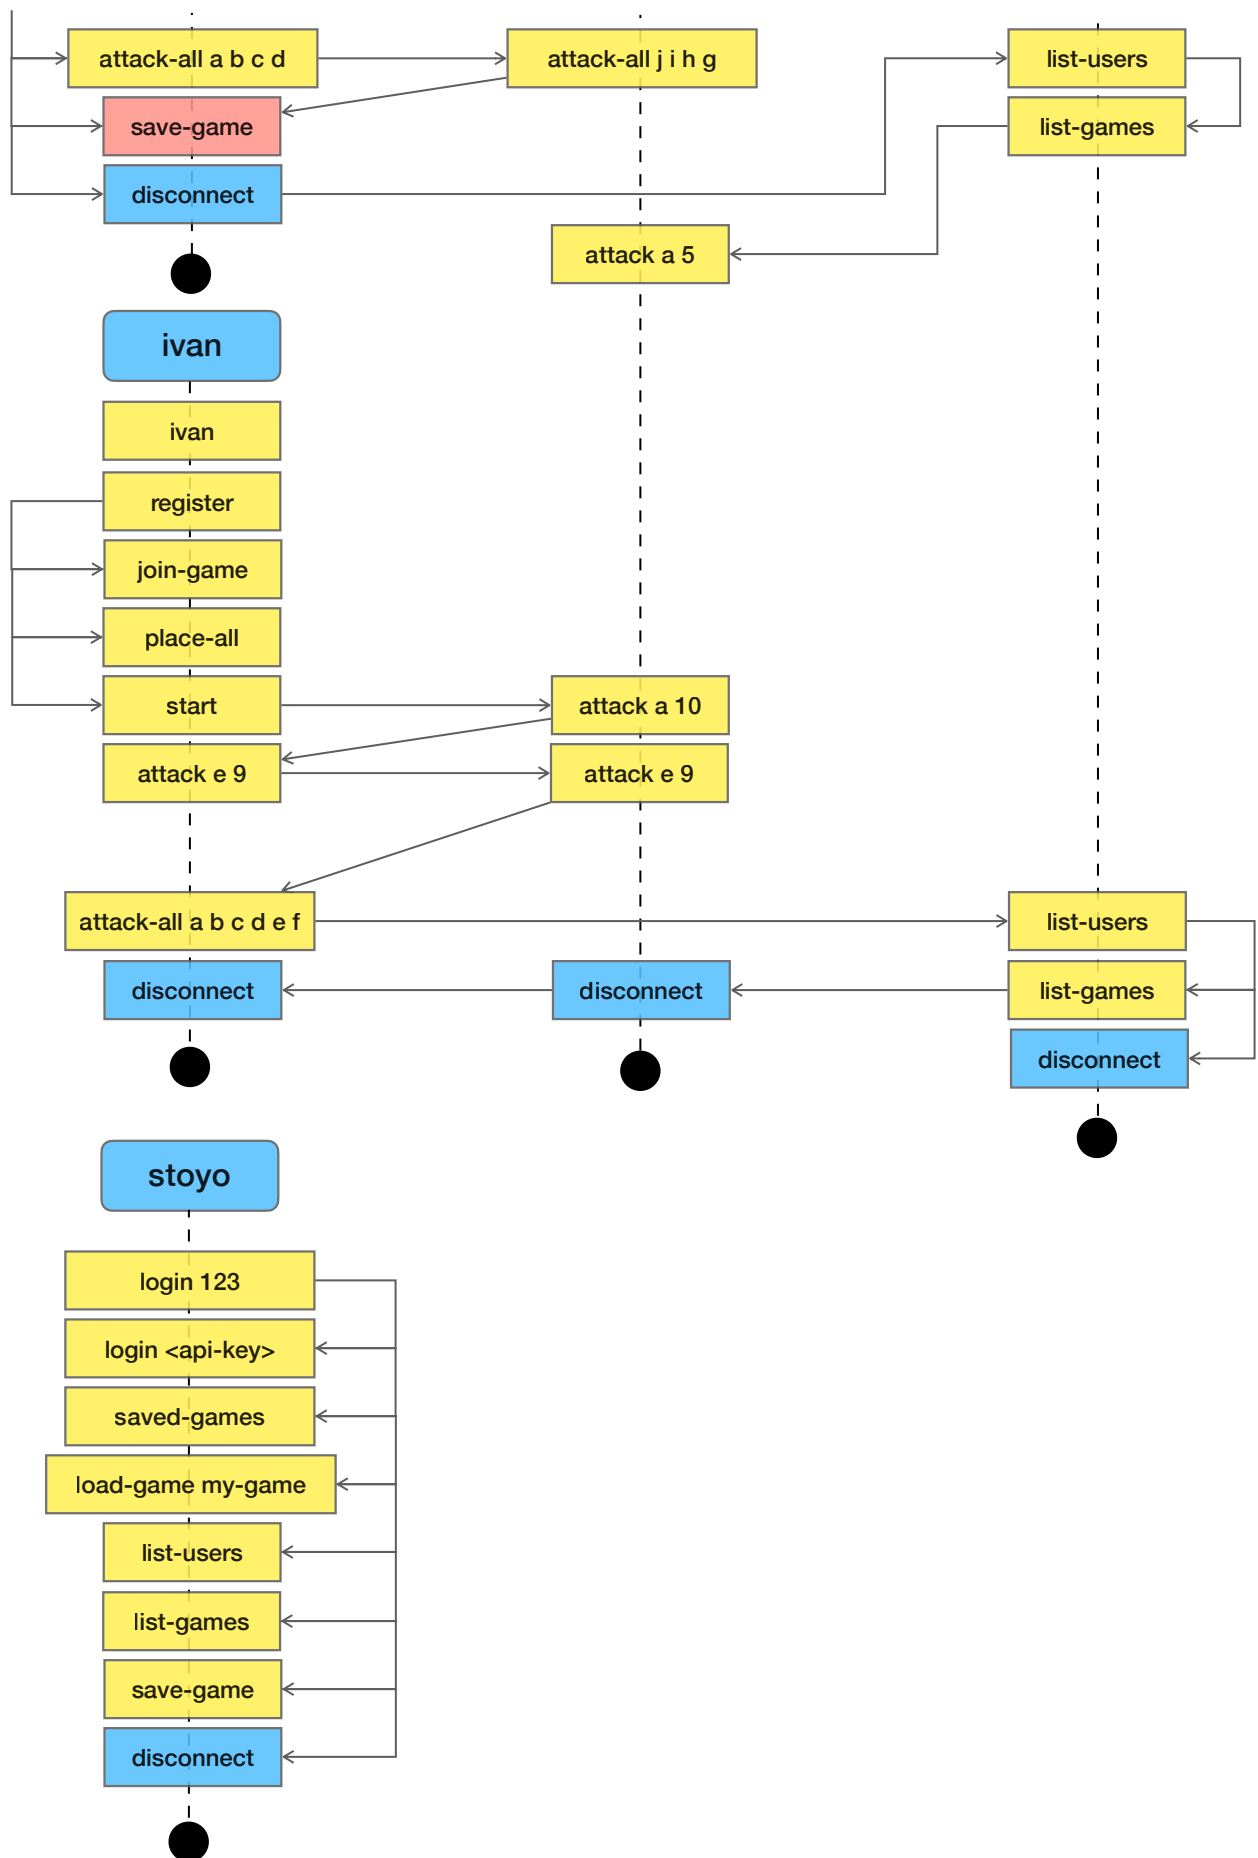 attack-all a b c d
attack-all j i h g
list-users
save-game
list-games
disconnect
attack a 5
ivan
ivan
register
join-game
place-all
start
attack a 10
attack e 9
attack e 9
attack-all a b c d e f
list-users
disconnect
disconnect
list-games
disconnect
stoyo
login 123
login <api-key>
saved-games
load-game my-game
list-users
list-games
save-game
disconnect